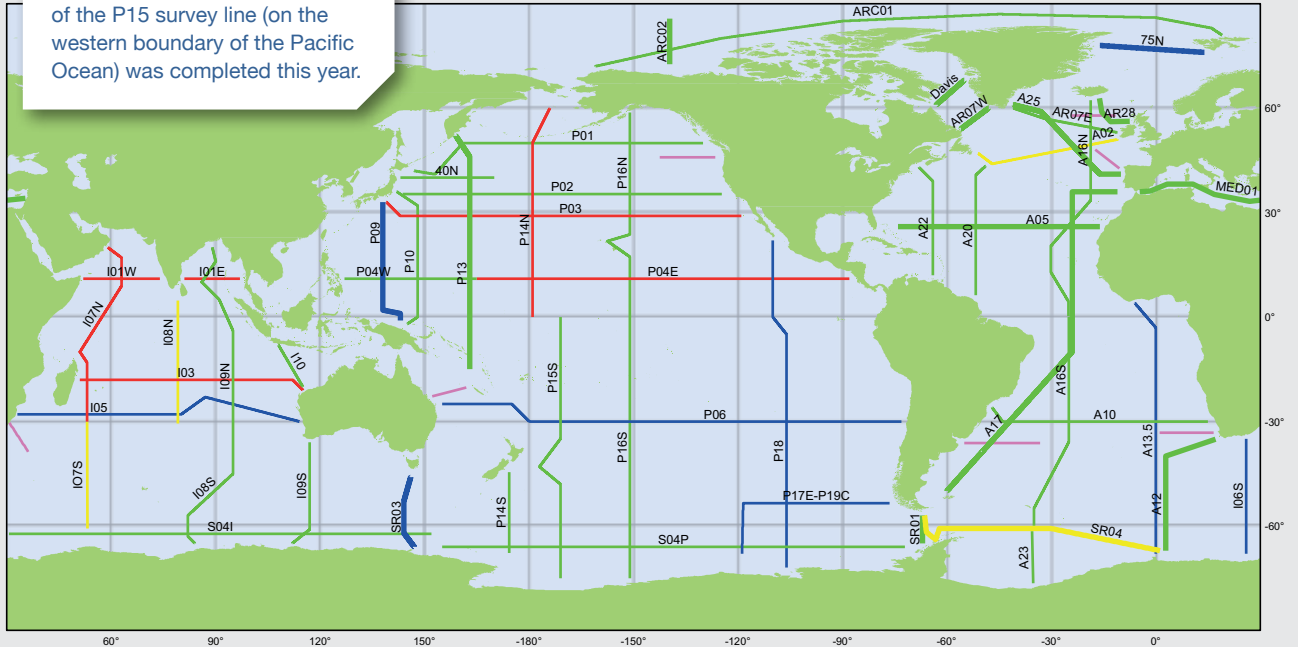 of the P15 survey line (on the
western boundary of the Pacific
Ocean) was completed this year.
ARC01
ARC02
75N
Davis
AR07W
A25
AR07E
AR28
A02
A16N
60°
P01
P16N
40N
P02
MED01
P03
30°
P09
P10
P14N
P13
A22
A20
A05
I01W
I01E
P04W
P04E
I07N
I08N
0°
I10
I03
I09N
P15S
A16S
I05
P06
A17
A10
-30°
P16S
P18
A13.5
IO7S
I08S
I09S
P17E-P19C
SR03
P14S
A12
I06S
S04I
SR01
SR04
-60°
S04P
A23
60°
90°
120°
150°
-180°
-150°
-120°
-90°
-60°
-30°
0°